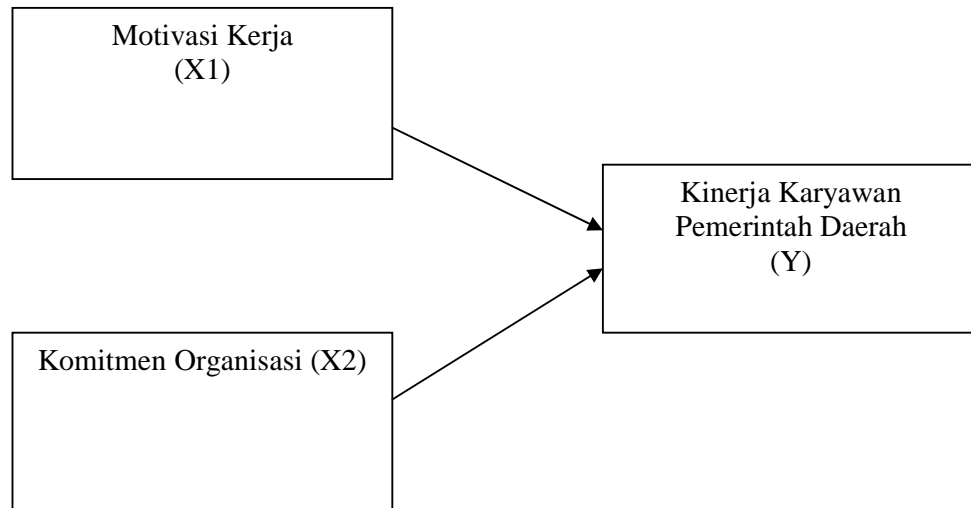 Motivasi Kerja
(X1)
Kinerja Karyawan
Pemerintah Daerah
(Y)
Komitmen Organisasi (X2)